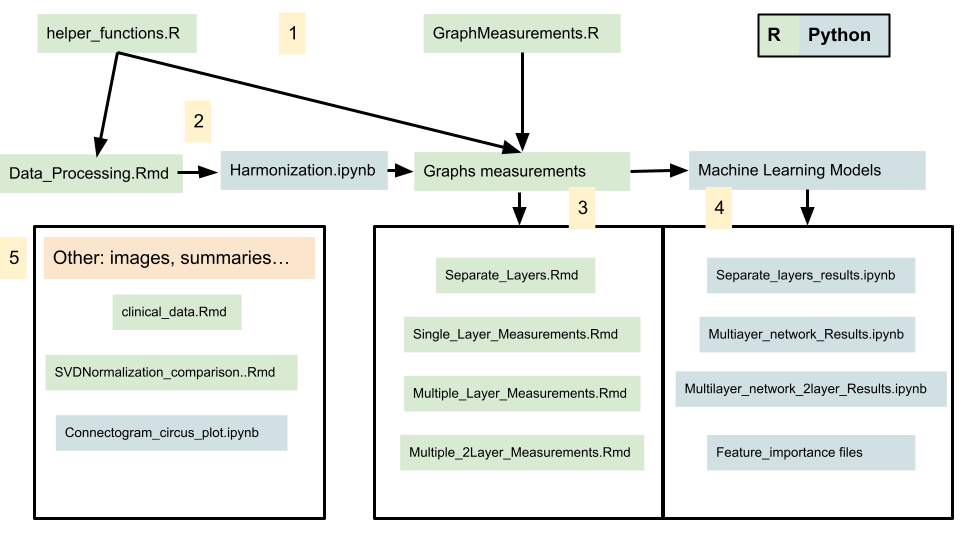 helper_functions.R
1
GraphMeasurements.R
R Python
2
Data_Processing.Rmd
Harmonization.ipynb
Graphs measurements
Machine Learning Models
3
4
5
Other: images, summaries…
clinical_data.Rmd
SVDNormalization_comparison..Rmd
Connectogram_circus_plot.ipynb
Separate_Layers.Rmd
Single_Layer_Measurements.Rmd
Multiple_Layer_Measurements.Rmd
Multiple_2Layer_Measurements.Rmd
Separate_layers_results.ipynb
Multiayer_network_Results.ipynb
Multilayer_network_2layer_Results.ipynb
Feature_importance files